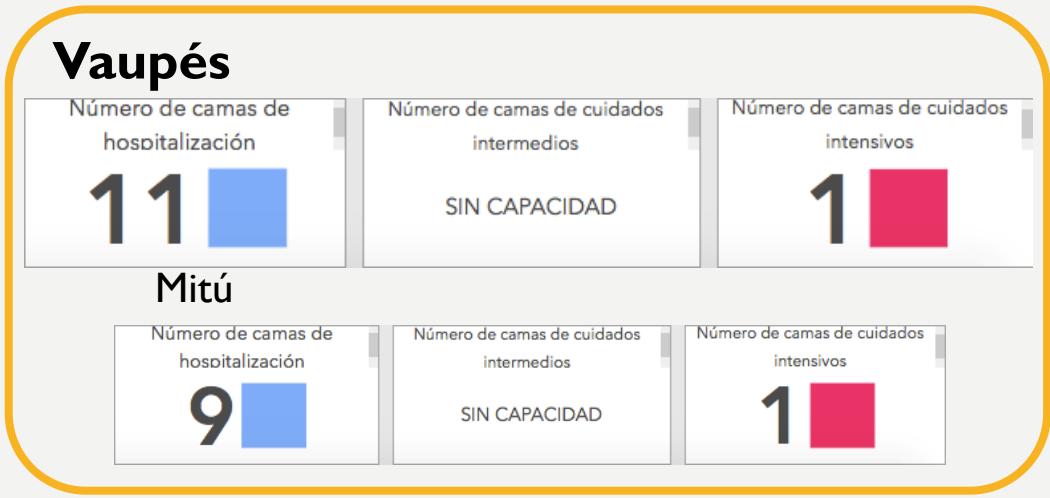 Vaupés
Número de camas de
hospitalización
11
Número de camas de cuidados
intermedios
SIN CAPACIDAD
Número de camas de cuidados
intensivos
1
Mitú
Número de camas de
hospitalización
9
Número de camas de cuidados
intermedios
SIN CAPACIDAD
Número de camas de cuidados
intensivos
1